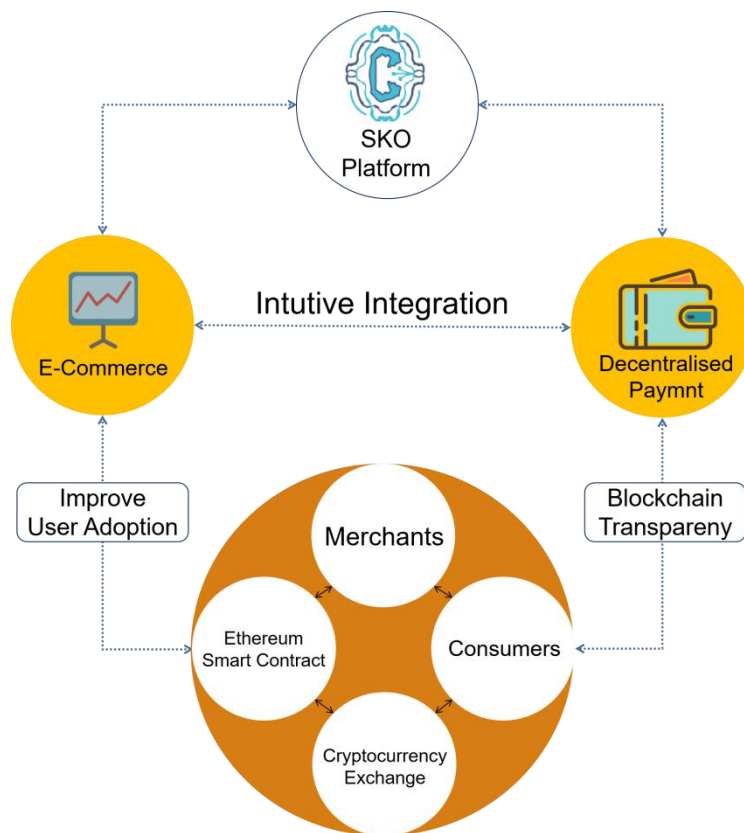 SKO
Platform
Intutive Integration
E-Commerce
Decentralised
Paymnt
Improve
User Adoption
Blockchain
Transpareny
Merchants
Ethereum
Smart Contract
Consumers
Cryptocurrency
Exchange